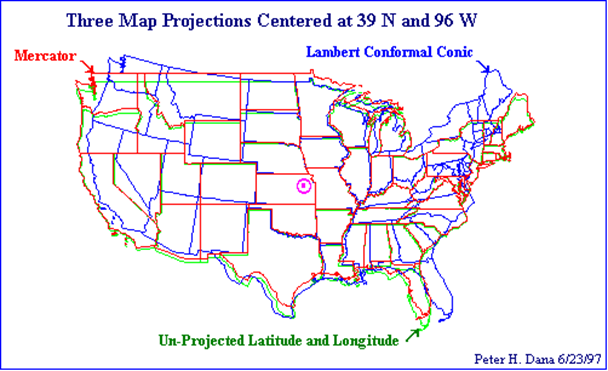 Three Map Projections Centered at 39 N and 96 W
Mercator
Lambert Conformal Conic
Un-Projected Latitude and Longitude
Peter H. Dana 6/23/97